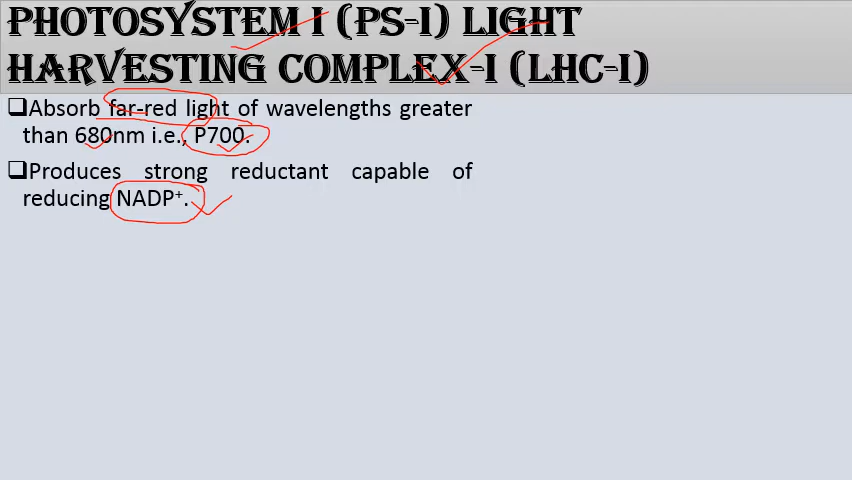 PHOTOSYSTEM I (PS-I) LIGHT
HARVESTING COMPLEX-I (LHC-I)
❑Absorb far-red light of wavelengths greater
than 680nm i.e., P700.
❑Produces strong reductant capable of
reducing NADP⁺.